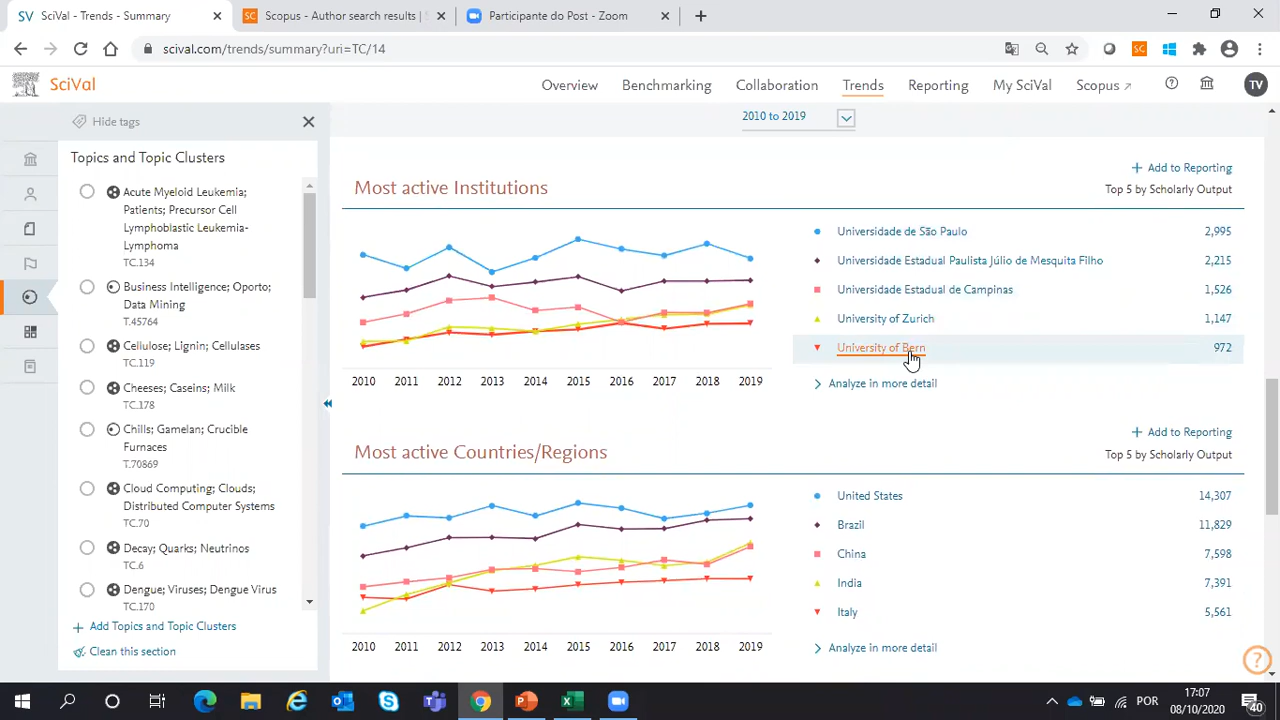 SciVal - Trends - Summary
Scopus - Author search results |
Participante do Post - Zoom
scival.com/trends/summary?uri=TC/14
SciVal
Overview
Benchmarking
Collaboration
Trends
Reporting
My SciVal
Scopus
TV
Hide tags
2010 to 2019
Topics and Topic Clusters
Acute Myeloid Leukemia;
Patients; Precursor Cell
Lymphoblastic Leukemia-
Lymphoma
TC.134
Business Intelligence; Oporto;
Data Mining
T.45764
Cellulose; Lignin; Cellulases
TC.119
Cheeses; Caseins; Milk
TC.178
Chills; Gamelan; Crucible
Furnaces
T.70869
Cloud Computing; Clouds;
Distributed Computer Systems
TC.70
Decay; Quarks; Neutrinos
TC.6
Dengue; Viruses; Dengue Virus
TC.170
Add Topics and Topic Clusters
Clean this section
Most active Institutions
+ Add to Reporting
Top 5 by Scholarly Output
Universidade de São Paulo 2,995
Universidade Estadual Paulista Júlio de Mesquita Filho 2,215
Universidade Estadual de Campinas 1,526
University of Zurich 1,147
University of Bern 972
Analyze in more detail
2010 2011 2012 2013 2014 2015 2016 2017 2018 2019
Most active Countries/Regions
+ Add to Reporting
Top 5 by Scholarly Output
United States 14,307
Brazil 11,829
China 7,598
India 7,391
Italy 5,561
Analyze in more detail
2010 2011 2012 2013 2014 2015 2016 2017 2018 2019
POR
17:07
08/10/2020
40